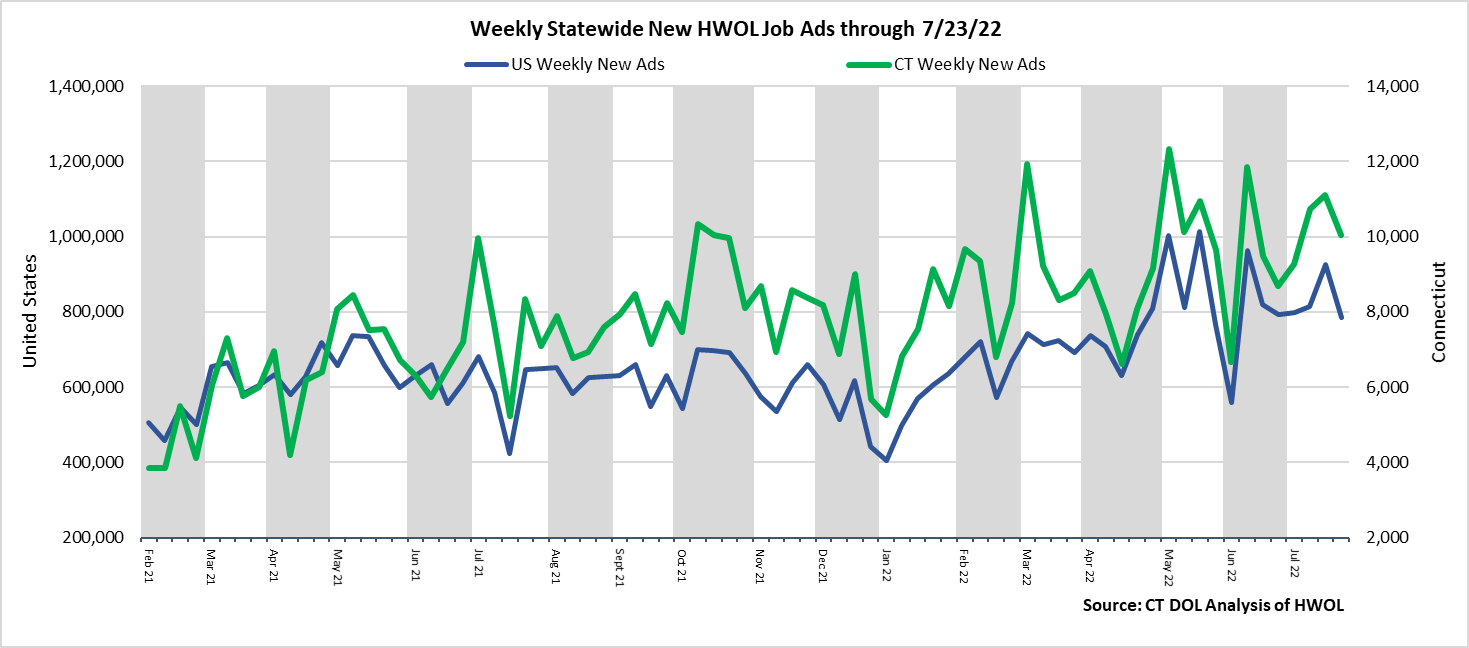 Weekly Statewide New HWOL Job Ads through 7/23/22
US Weekly New Ads
CT Weekly New Ads
1,400,000
1,200,000
1,000,000
800,000
600,000
400,000
200,000
United States
14,000
12,000
10,000
8,000
6,000
4,000
2,000
Connecticut
Feb 21
Mar 21
Apr 21
May 21
Jun 21
Jul 21
Aug 21
Sept 21
Oct 21
Nov 21
Dec 21
Jan 22
Feb 22
Mar 22
Apr 22
May 22
Jun 22
Jul 22
Source: CT DOL Analysis of HWOL